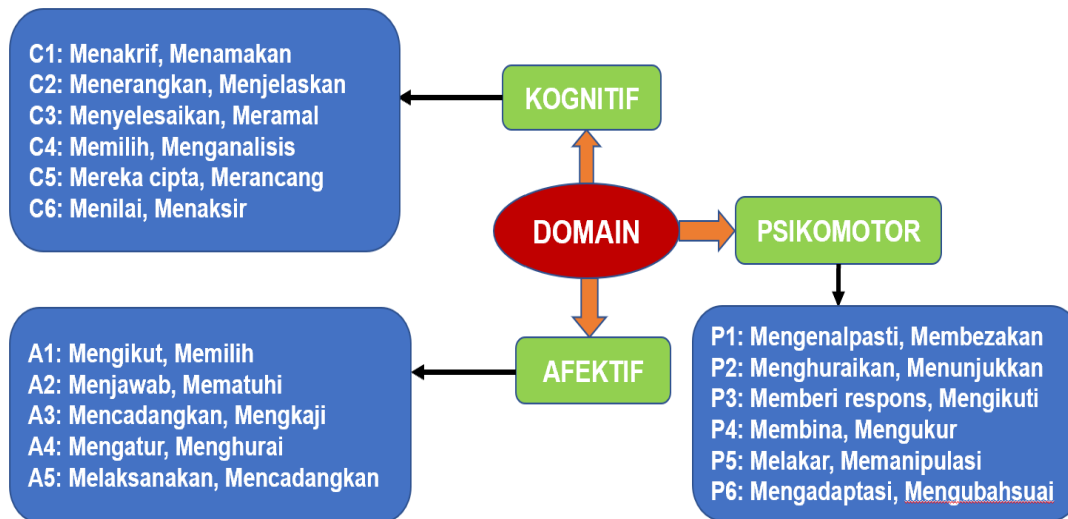 C1: Menakrif, Menamakan
C2: Menerangkan, Menjelaskan
C3: Menyelesaikan, Meramal
C4: Memilih, Menganalisis
C5: Mereka cipta, Merancang
C6: Menilai, Menaksir
KOGNITIF
DOMAIN
PSIKOMOTOR
A1: Mengikut, Memilih
A2: Menjawab, Mematuhi
A3: Mencadangkan, Mengkaji
A4: Mengatur, Menghurai
A5: Melaksanakan, Mencadangkan
AFEKTIF
P1: Mengenalpasti, Membezakan
P2: Menghuraikan, Menunjukkan
P3: Memberi respons, Mengikuti
P4: Membina, Mengukur
P5: Melakar, Memanipulasi
P6: Mengadaptasi, Mengubahsuai